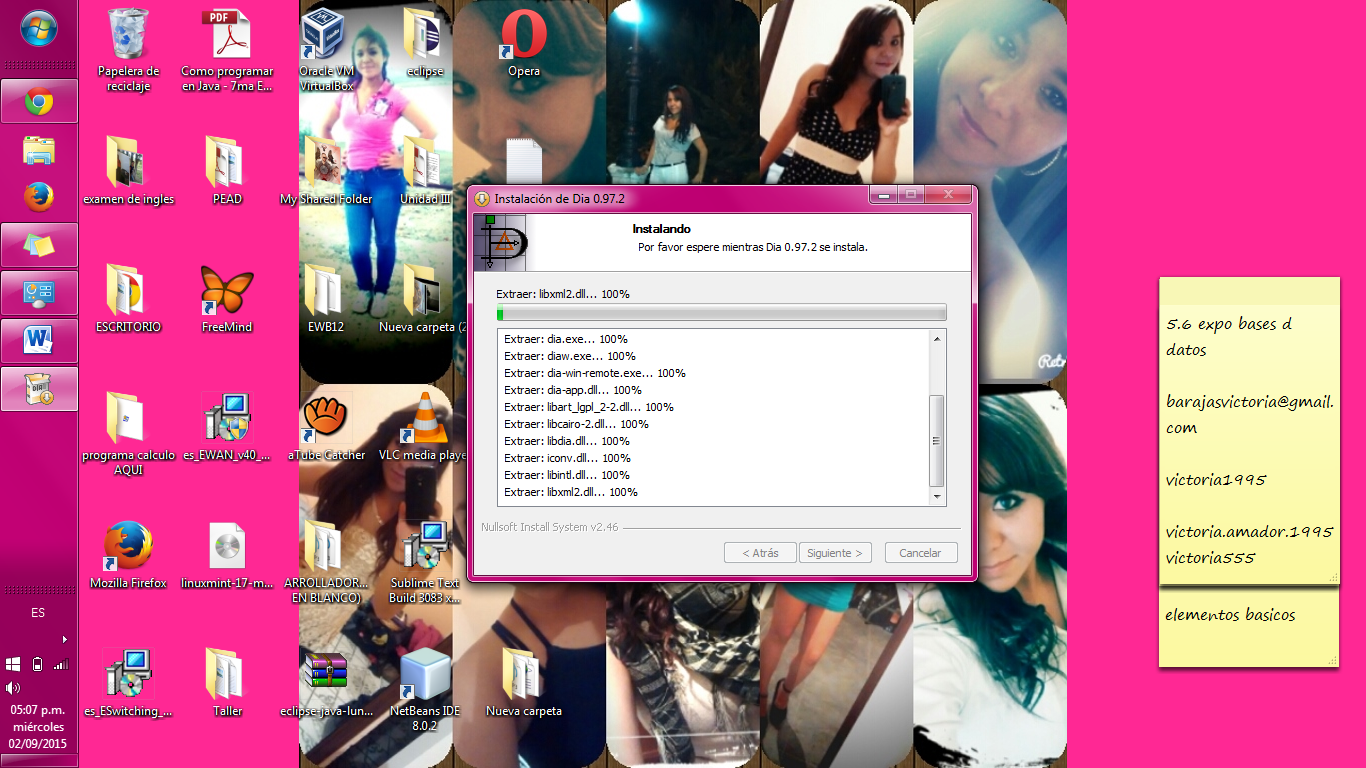 Papelera de
reciclaje
PDF
Como programar
en Java - 7ma E...
Oracle VM
VirtualBox
eclipse
Opera
examen de ingles
PEAD
My Shared Folder
Unidad III
ESCRITORIO
FreeMind
EWB12
Nueva carpeta (2
programa calculo
AQUI
es_EWAN_v40_...
aTube Catcher
VLC media playe
Mozilla Firefox
linuxmint-17-m...
ARROLLADOR...
EN BLANCO)
Sublime Text
Build 3083 x...
es_ESwitching_...
Taller
eclipse-java-lun...
NetBeans IDE
8.0.2
Nueva carpeta
Instalación de Dia 0.97.2
Instalando
Por favor espere mientras Dia 0.97.2 se instala.
Extraer: libxml2.dll... 100%
Extraer: dia.exe... 100%
Extraer: diaw.exe... 100%
Extraer: dia-win-remote.exe... 100%
Extraer: dia-app.dll... 100%
Extraer: libart_lgpl_2-2.dll... 100%
Extraer: libcairo-2.dll... 100%
Extraer: libdia.dll... 100%
Extraer: iconv.dll... 100%
Extraer: libintl.dll... 100%
Extraer: libxml2.dll... 100%
Nullsoft Install System v2.46
< Atrás
Siguiente >
Cancelar
Retr
5.6 expo bases d
datos
barajasvictoria@gmail.
com
victoria1995
victoria.amador.1995
victoria555
elementos basicos
ES
05:07 p.m.
miércoles
02/09/2015